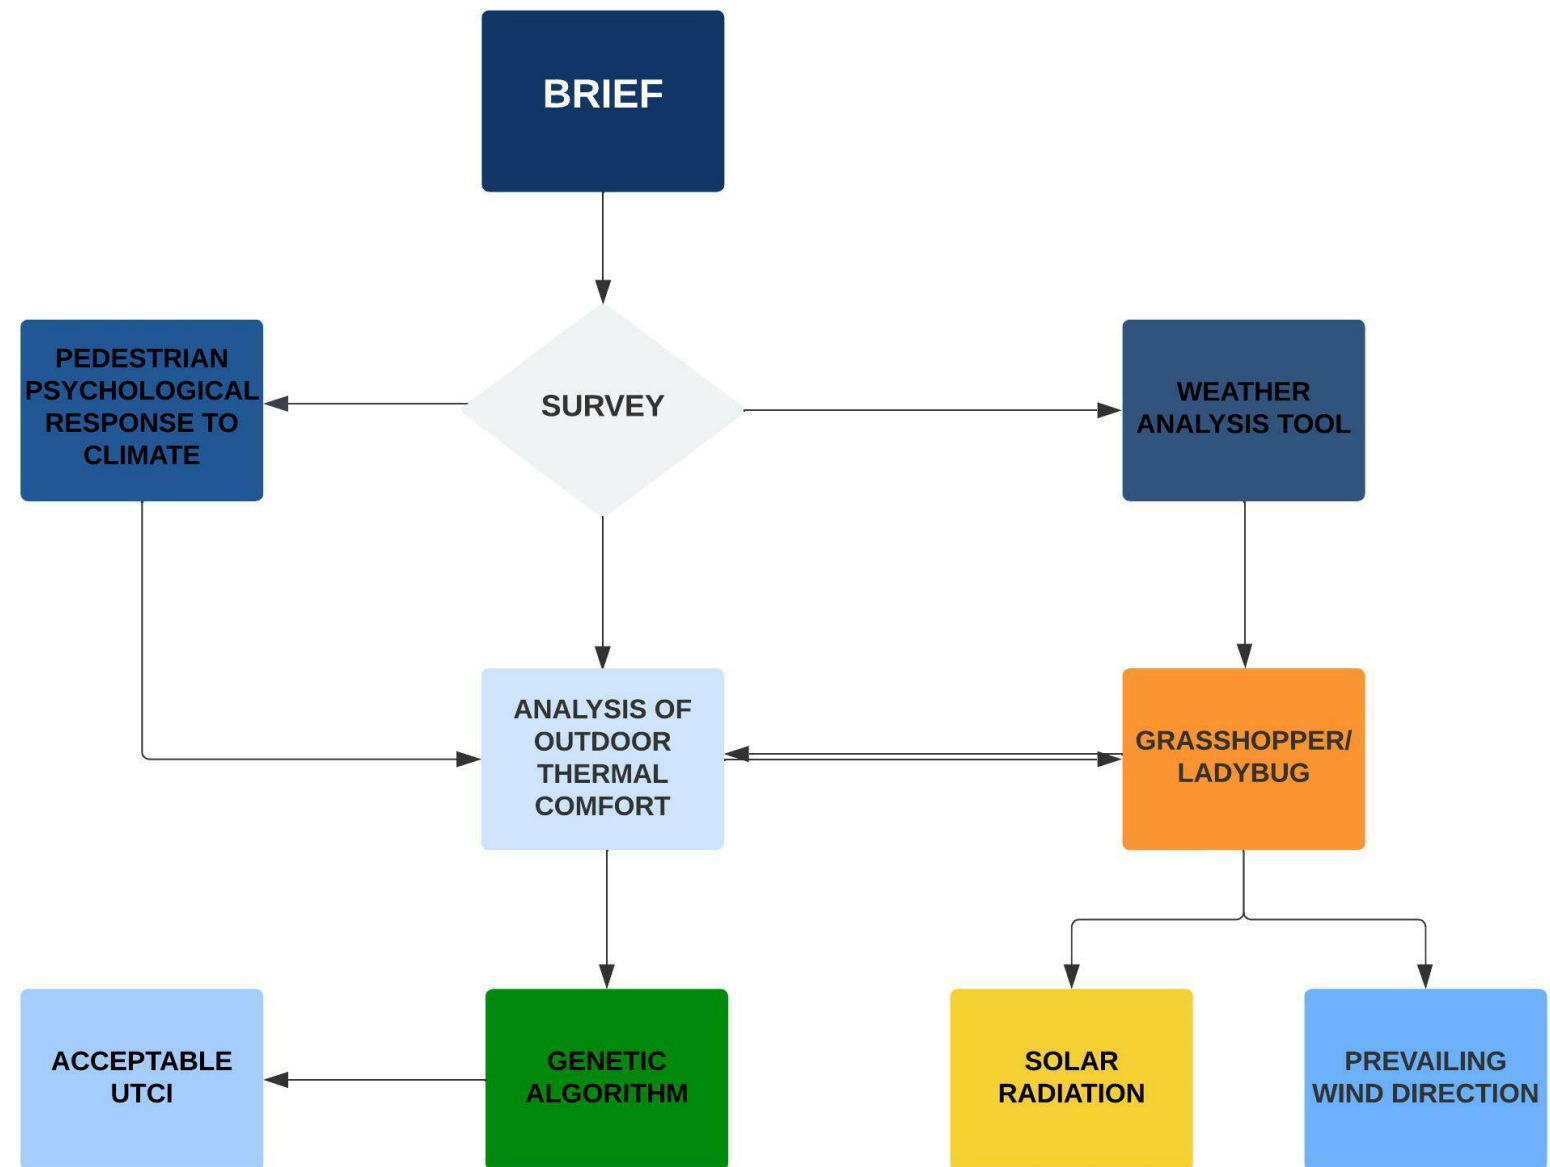 BRIEF
PEDESTRIAN
PSYCHOLOGICAL
RESPONSE TO
CLIMATE
SURVEY
WEATHER
ANALYSIS TOOL
ANALYSIS OF
OUTDOOR
THERMAL
COMFORT
GRASSHOPPER/
LADYBUG
ACCEPTABLE
UTCI
GENETIC
ALGORITHM
SOLAR
RADIATION
PREVAILING
WIND DIRECTION